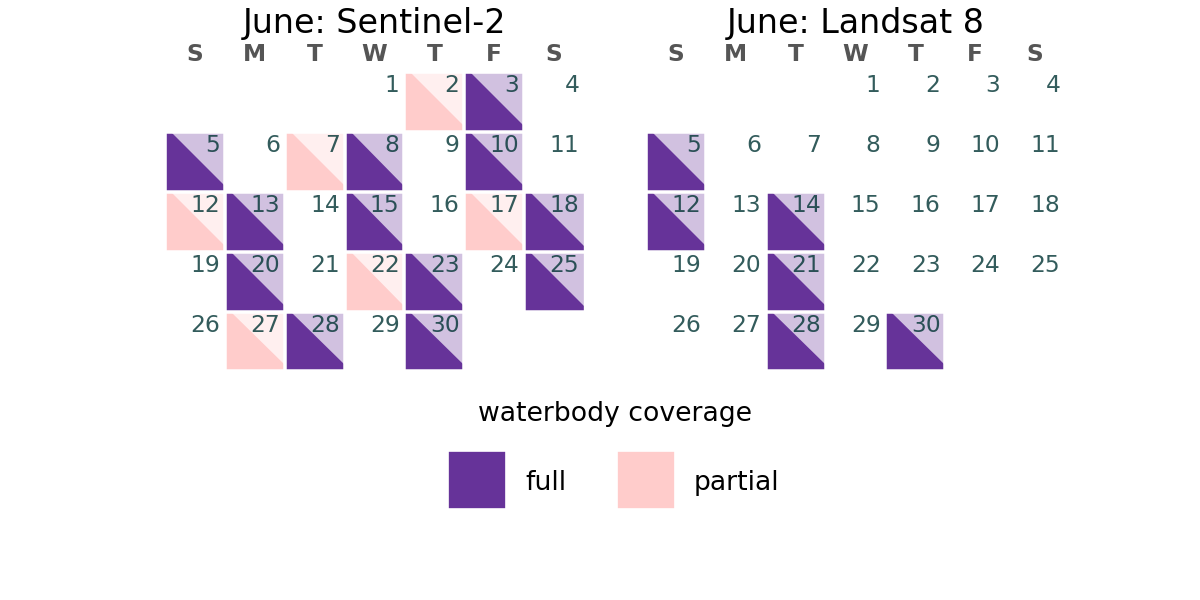 June: Sentinel-2
S M T W T F S
1 2 3 4
5 6 7 8 9 10 11
12 13 14 15 16 17 18
19 20 21 22 23 24 25
26 27 28 29 30
June: Landsat 8
S M T W T F S
1 2 3 4
5 6 7 8 9 10 11
12 13 14 15 16 17 18
19 20 21 22 23 24 25
26 27 28 29 30
waterbody coverage
full partial